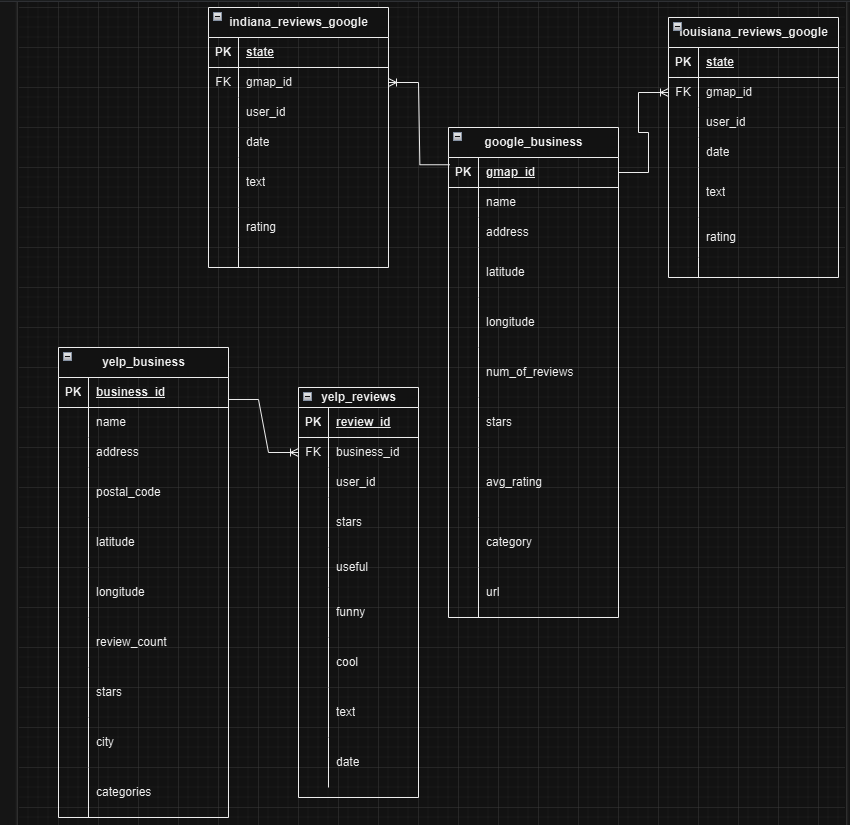 indiana_reviews_google
PK state
FK gmap_id
user_id
date
text
rating
louisiana_reviews_google
PK state
FK gmap_id
user_id
date
text
rating
google_business
PK gmap_id
name
address
latitude
longitude
num_of_reviews
stars
avg_rating
category
url
yelp_business
PK business_id
name
address
postal_code
latitude
longitude
review_count
stars
city
categories
yelp_reviews
PK review_id
FK business_id
user_id
stars
useful
funny
cool
text
date